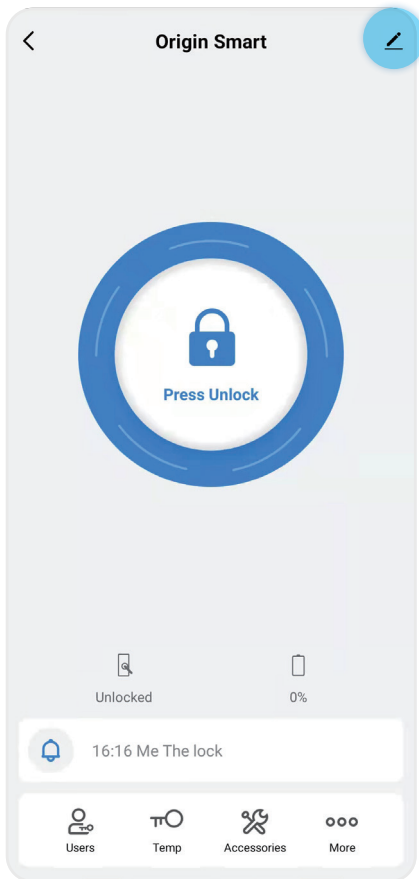 Origin Smart
Press Unlock
Unlocked 0%
16:16 Me The lock
Users Temp Accessories More